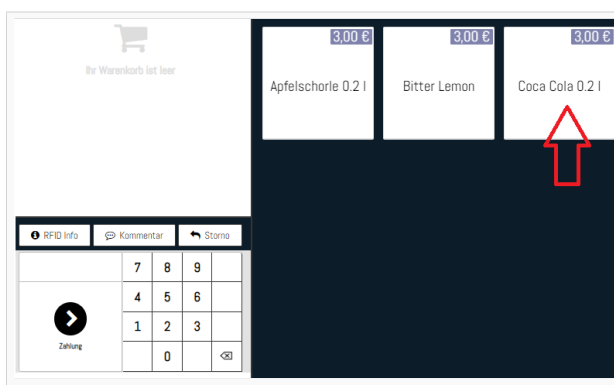 Ihr Warenkorb ist leer
3,00 €
Apfelschorle 0.2 l
3,00 €
Bitter Lemon
3,00 €
Coca Cola 0.2 l
RFID Info
Kommentar
Storno
7 8 9
4 5 6
1 2 3
0
Zahlung